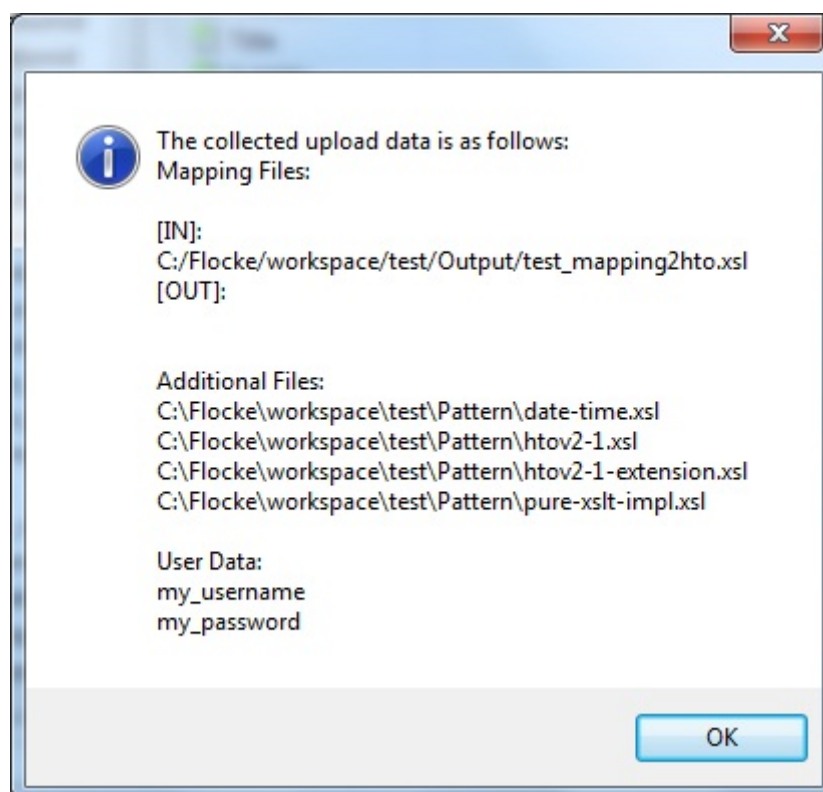 Title
The collected upload data is as follows:
Mapping Files:
[IN]:
C:/Flocke/workspace/test/Output/test_mapping2hto.xsl
[OUT]:
Additional Files:
C:\Flocke\workspace\test\Pattern\date-time.xsl
C:\Flocke\workspace\test\Pattern\htov2-1.xsl
C:\Flocke\workspace\test\Pattern\htov2-1-extension.xsl
C:\Flocke\workspace\test\Pattern\pure-xslt-impl.xsl
User Data:
my_username
my_password
OK